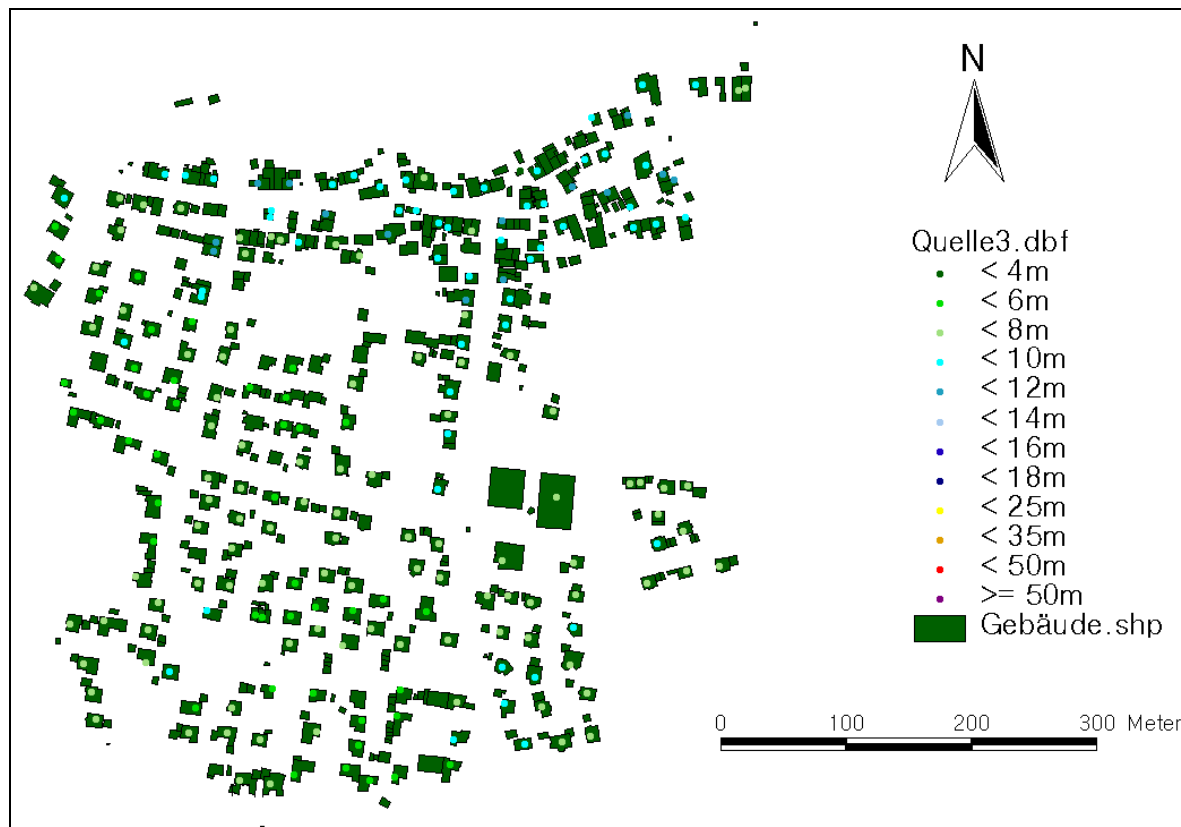 N
Quelle3.dbf
< 4m
< 6m
< 8m
< 10m
< 12m
< 14m
< 16m
< 18m
< 25m
< 35m
< 50m
>= 50m
Gebäude.shp
0 100 200 300 Meter